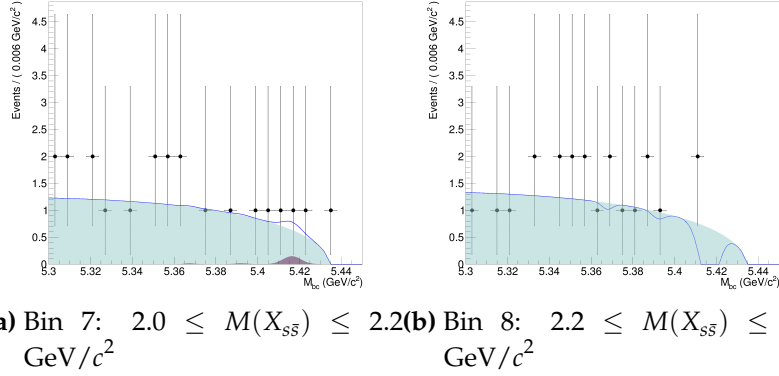 Events / ( 0.006 GeV/c²)
4.5
4
3.5
3
2.5
2
1.5
1
0.5
0
5.3 5.32 5.34 5.36 5.38 5.4 5.42 5.44
M_bc (GeV/c²)
Events / ( 0.006 GeV/c²)
4.5
4
3.5
3
2.5
2
1.5
1
0.5
0
5.3 5.32 5.34 5.36 5.38 5.4 5.42 5.44
M_bc (GeV/c²)
a) Bin 7: 2.0 ≤ M(X_{ss̄}) ≤ 2.2
GeV/c²
(b) Bin 8: 2.2 ≤ M(X_{ss̄}) ≤
GeV/c²